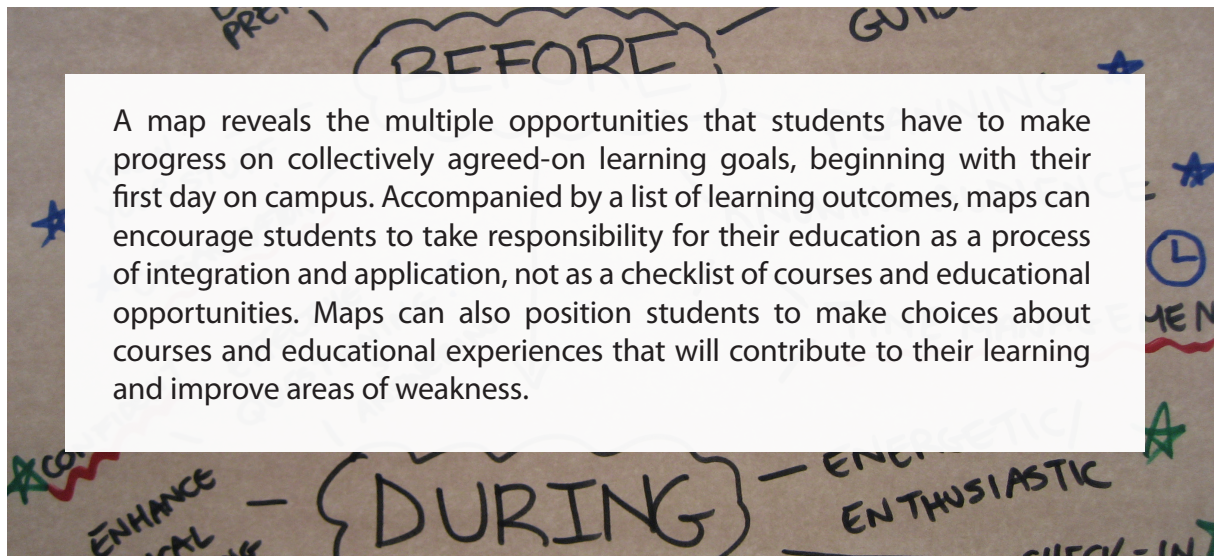 BEFORE
A map reveals the multiple opportunities that students have to make
progress on collectively agreed-on learning goals, beginning with their
first day on campus. Accompanied by a list of learning outcomes, maps can
encourage students to take responsibility for their education as a process
of integration and application, not as a checklist of courses and educational
opportunities. Maps can also position students to make choices about
courses and educational experiences that will contribute to their learning
and improve areas of weakness.
ENHANCE
DURING
ENERGETIC/
ENTHUSIASTIC
CHECK-IN